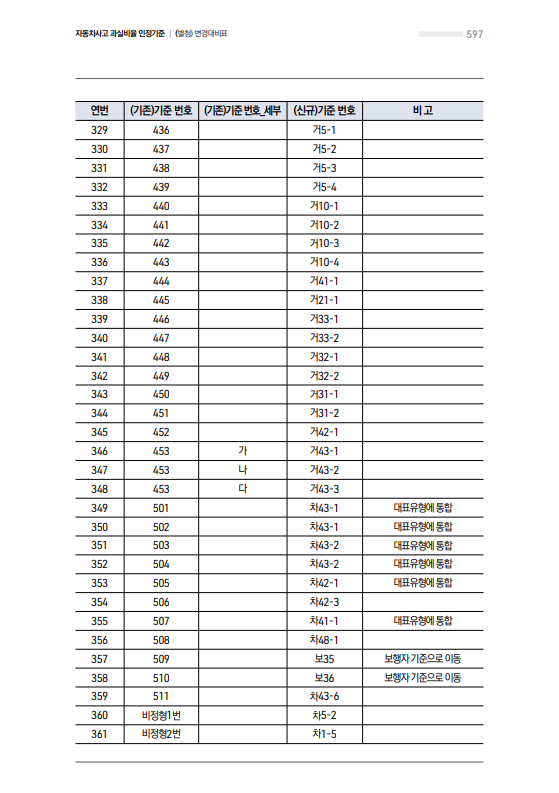 자동차사고 과실비율 인정기준 | (별첨) 변경대비표 597
연번 (기존)기준 번호 (기존)기준 번호_세부 (신규)기준 번호 비 고
329 436 거5-1
330 437 거5-2
331 438 거5-3
332 439 거5-4
333 440 거10-1
334 441 거10-2
335 442 거10-3
336 443 거10-4
337 444 거41-1
338 445 거21-1
339 446 거33-1
340 447 거33-2
341 448 거32-1
342 449 거32-2
343 450 거31-1
344 451 거31-2
345 452 거42-1
346 453 가 거43-1
347 453 나 거43-2
348 453 다 거43-3
349 501 차43-1 대표유형에 통합
350 502 차43-1 대표유형에 통합
351 503 차43-2 대표유형에 통합
352 504 차43-2 대표유형에 통합
353 505 차42-1 대표유형에 통합
354 506 차42-3
355 507 차41-1 대표유형에 통합
356 508 차48-1
357 509 보35 보행자 기준으로 이동
358 510 보36 보행자 기준으로 이동
359 511 차43-6
360 비정형1번 차5-2
361 비정형2번 차1-5